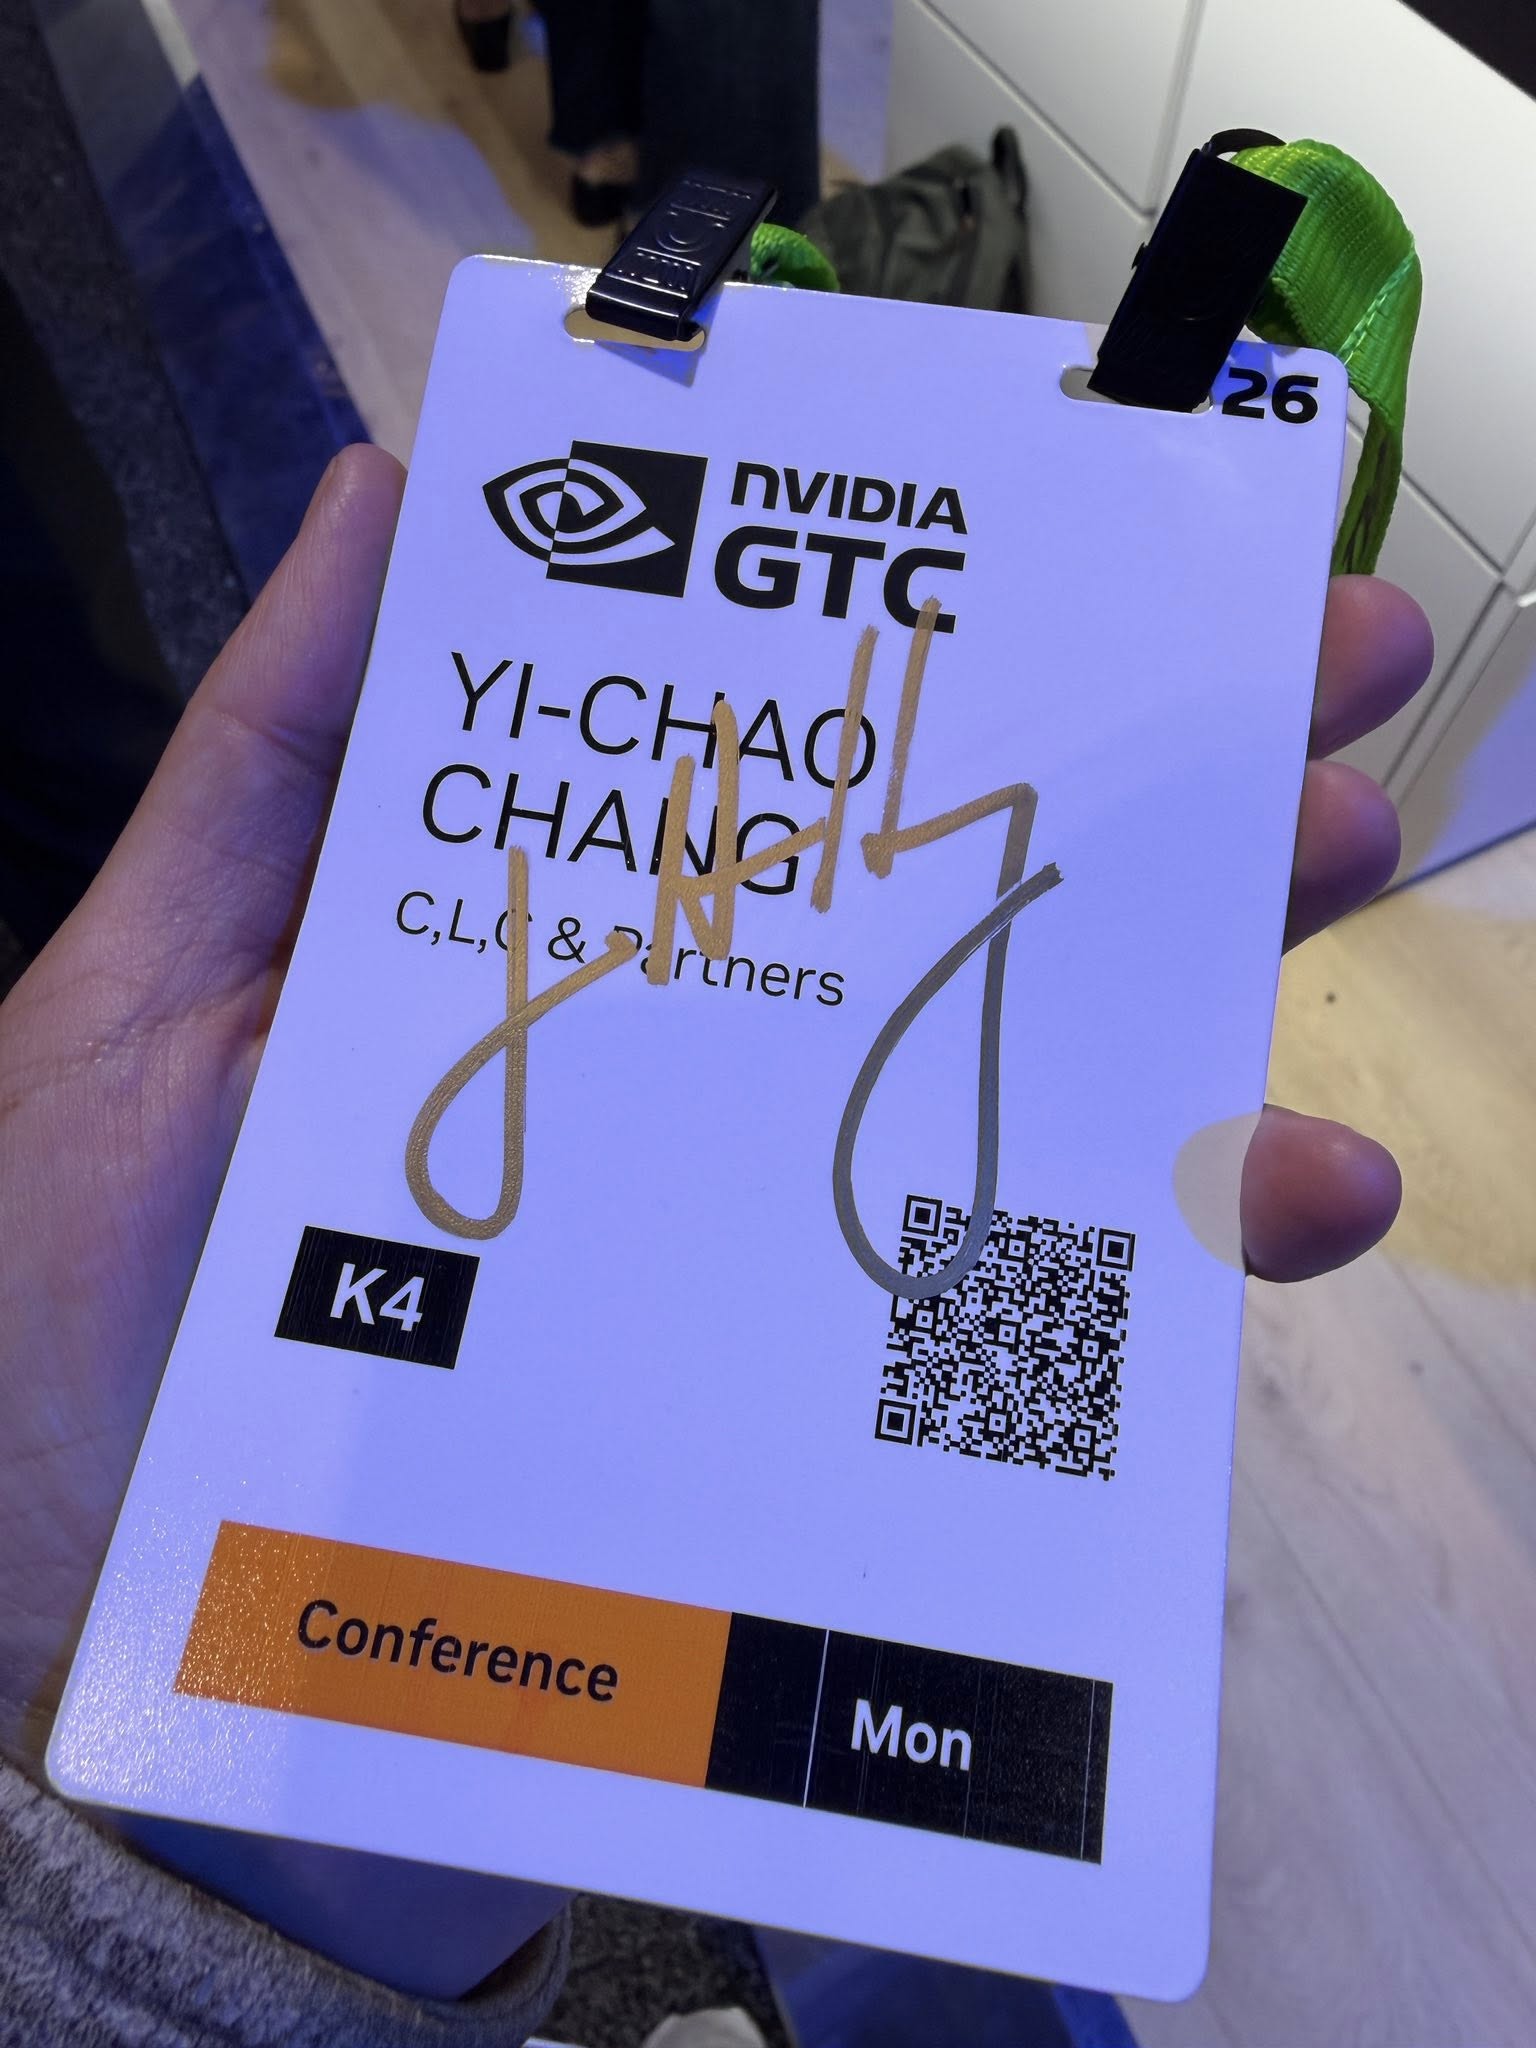 26
NVIDIA
GTC
YI-CHAO
CHANG
C,L,C & Partners
K4
Conference
Mon